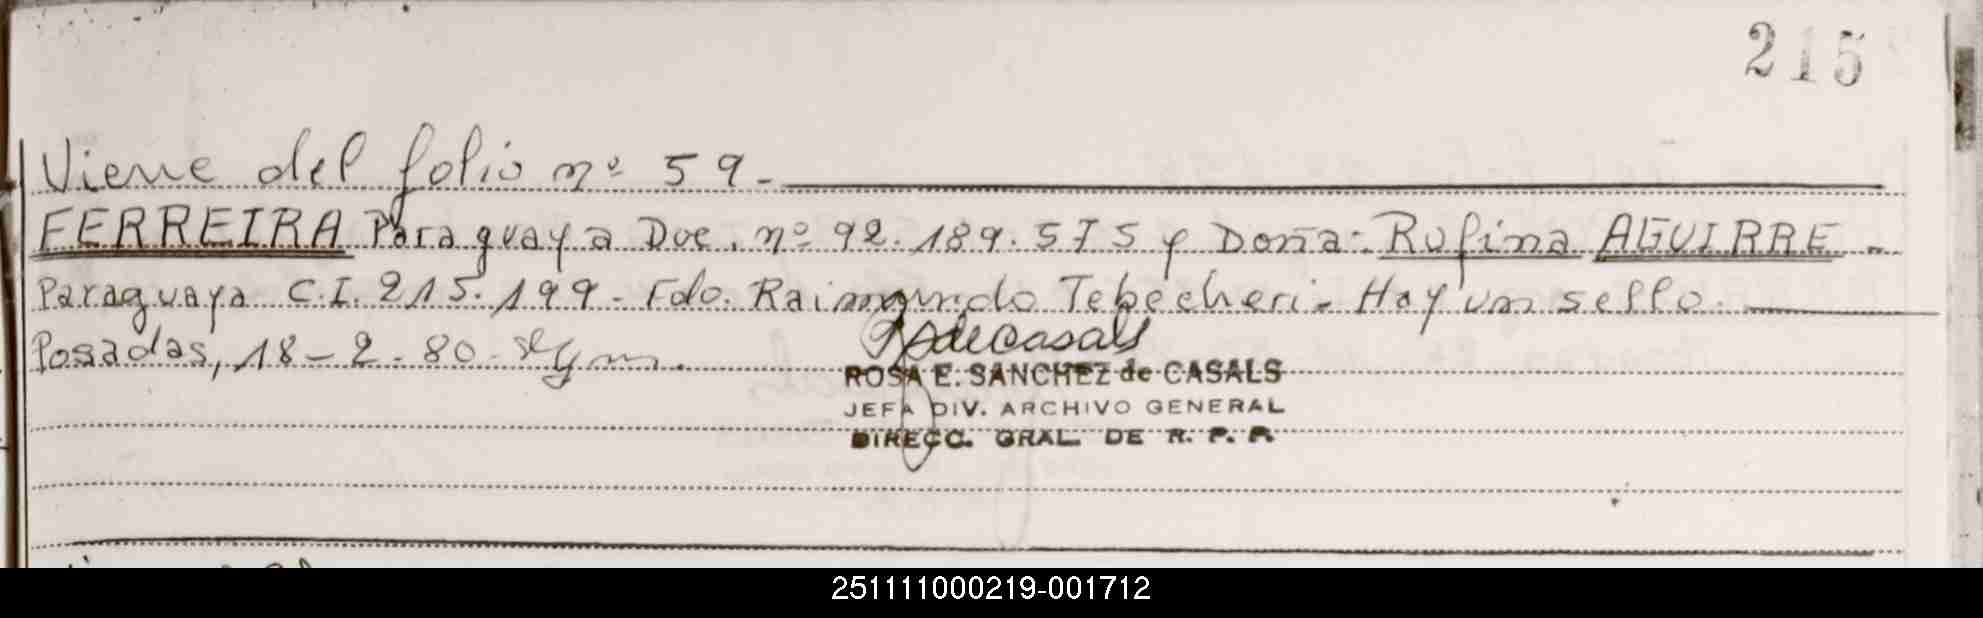 215
Viene del folio nº 59.-
FERREIRA Paraguaya Doc. nº 92.189.575 y Doña: Rufina AGUIRRE.-
Paraguaya C.I. 215.199.- Fdo. Raimundo Tebecheri.- Hay un sello.
Posadas, 18-2-80.
RSdeCasals
ROSA E. SANCHEZ de CASALS
JEFA DIV. ARCHIVO GENERAL
DIRECC. GRAL. DE R. P. P.
251111000219-001712